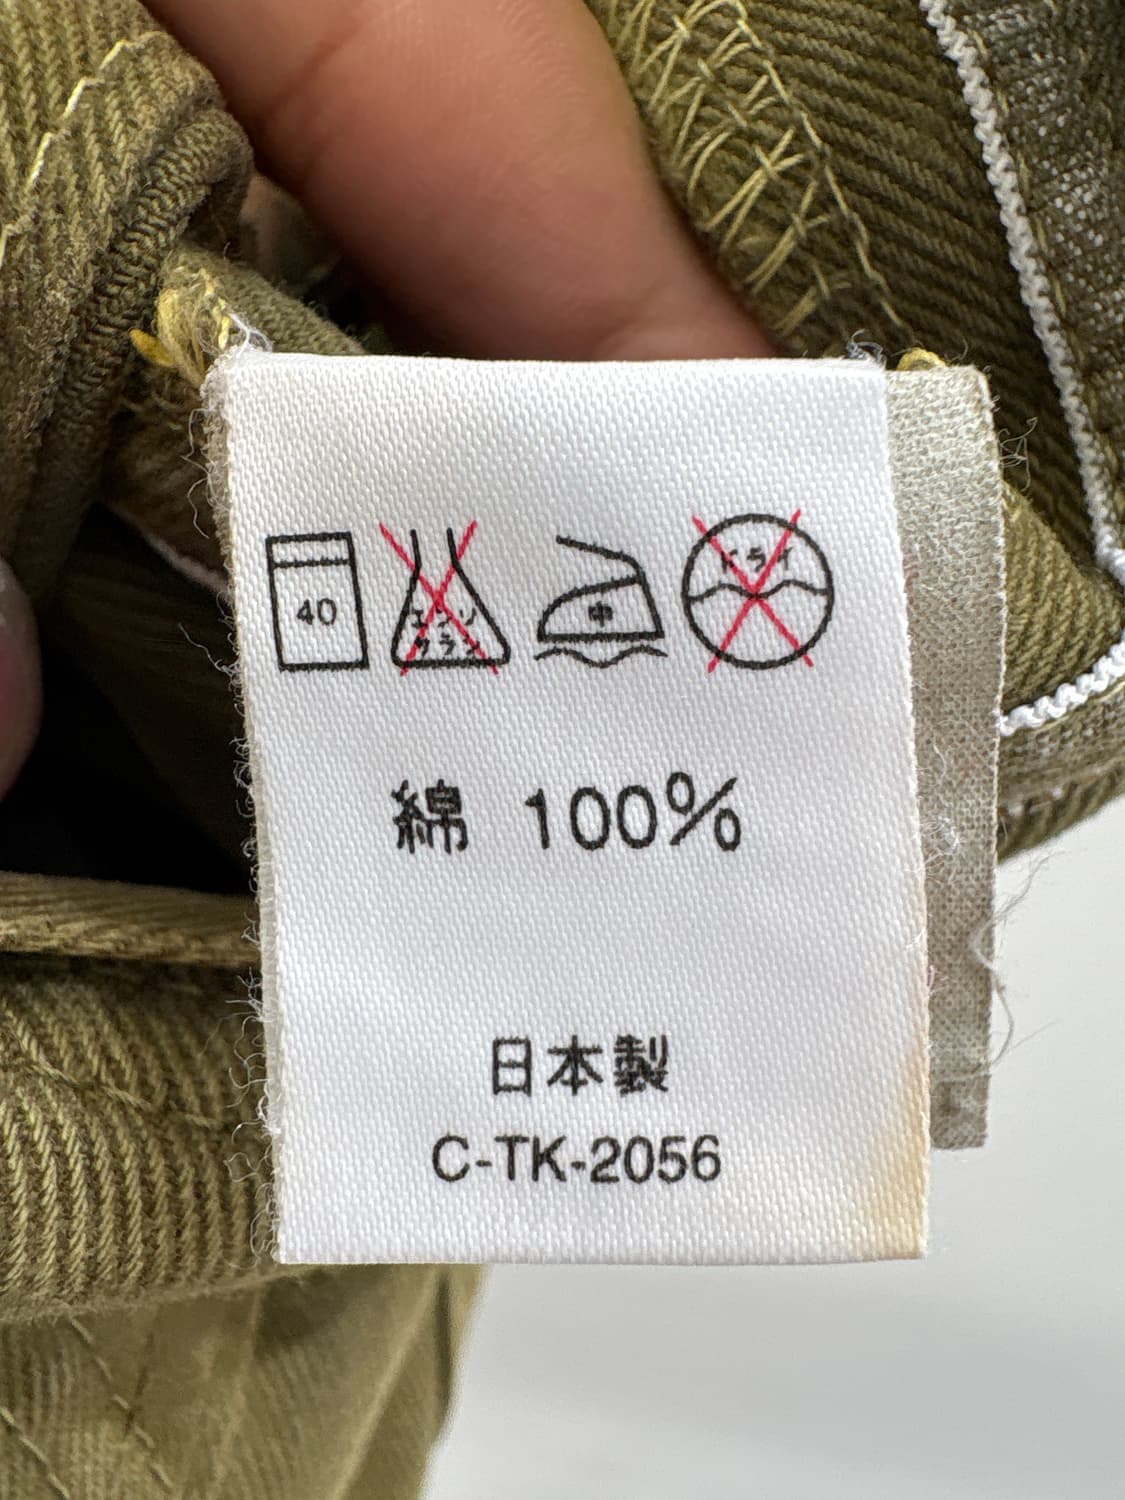 40 エンソ 中 ドライ
サラシ
綿 100%
日本製
C-TK-2056